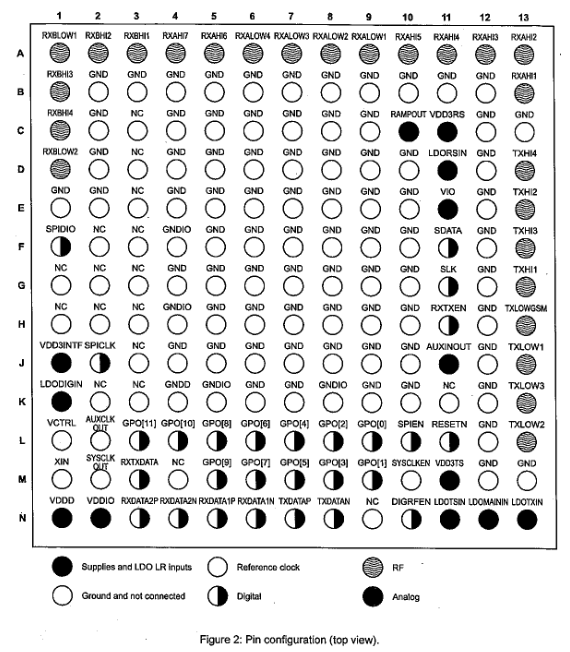 1 2 3 4 5 6 7 8 9 10 11 12 13
RXBLOW1 RXBHI2 RXBHI1 RXAHI7 RXAHI6 RXALOW4 RXALOW3 RXALOW2 RXALOW1 RXAHI5 RXAHI4 RXAHI3 RXAHI2
A
RXBHI3 GND GND GND GND GND GND GND GND GND GND GND RXAHI1
B
RXBHI4 GND NC GND GND GND GND GND GND RAMPOUT VDD3RS GND GND
C
RXBLOW2 GND NC GND GND GND GND GND GND GND LDORSIN GND TXHI4
D
GND GND NC GND GND GND GND GND GND GND VIO GND TXHI2
E
SPIDIO NC NC GNDIO GND GND GND GND GND GND SDATA GND TXHI3
F
NC NC NC GND GND GND GND GND GND GND SLK GND TXHI1
G
NC NC NC GNDIO GND GND GND GND GND GND RXTXEN GND TXLOWGSM
H
VDD3INTF SPICLK NC GND GND GND GND GND GND GND AUXINOUT GND TXLOW1
J
LDODIGIN NC NC GNDD GNDIO GND GND GNDIO GND GND NC GND TXLOW3
K
VCTRL AUXCLK OUT GPO[11] GPO[10] GPO[8] GPO[6] GPO[4] GPO[2] GPO[0] SPIEN RESETN GND TXLOW2
L
XIN SYSCLK OUT RXTXDATA NC GPO[9] GPO[7] GPO[5] GPO[3] GPO[1] SYSCLKEN VDD3TS GND GND
M
VDDD VDDIO RXDATA2P RXDATA2N RXDATA1P RXDATA1N TXDATAP TXDATAN NC DIGRFEN LDOTSIN LDOMAININ LDOTXIN
N
Supplies and LDO LR inputs Reference clock RF
Ground and not connected Digital Analog
Figure 2: Pin configuration (top view).